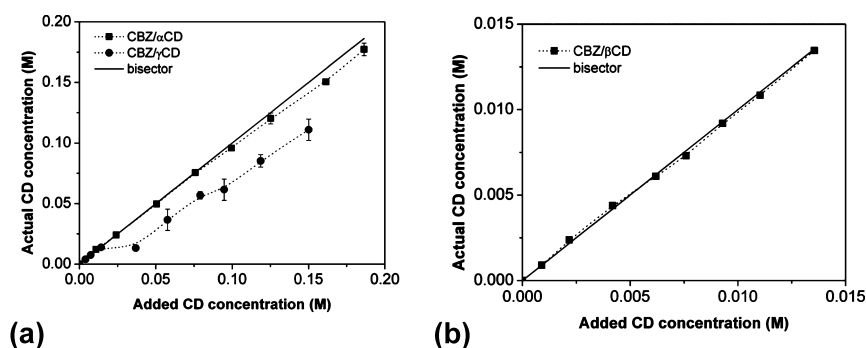 0.20
0.15
0.10
0.05
0.00
Actual CD concentration (M)
CBZ/αCD
CBZ/γCD
bisector
0.05
0.10
0.15
0.20
Added CD concentration (M)
(a)
0.015
0.010
0.005
0.000
Actual CD concentration (M)
CBZ/βCD
bisector
0.000
0.005
0.010
0.015
Added CD concentration (M)
(b)